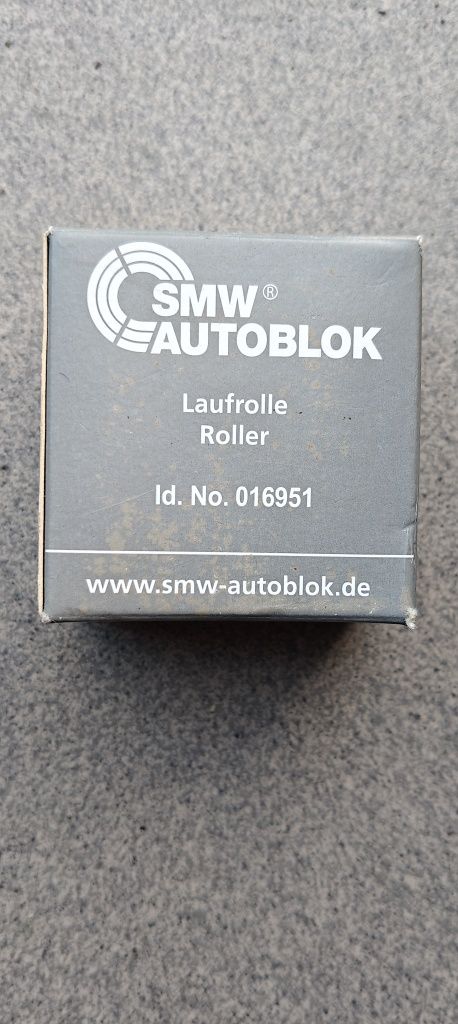 SMW®
AUTOBLOK
Laufrolle
Roller
Id. No. 016951
www.smw-autoblok.de